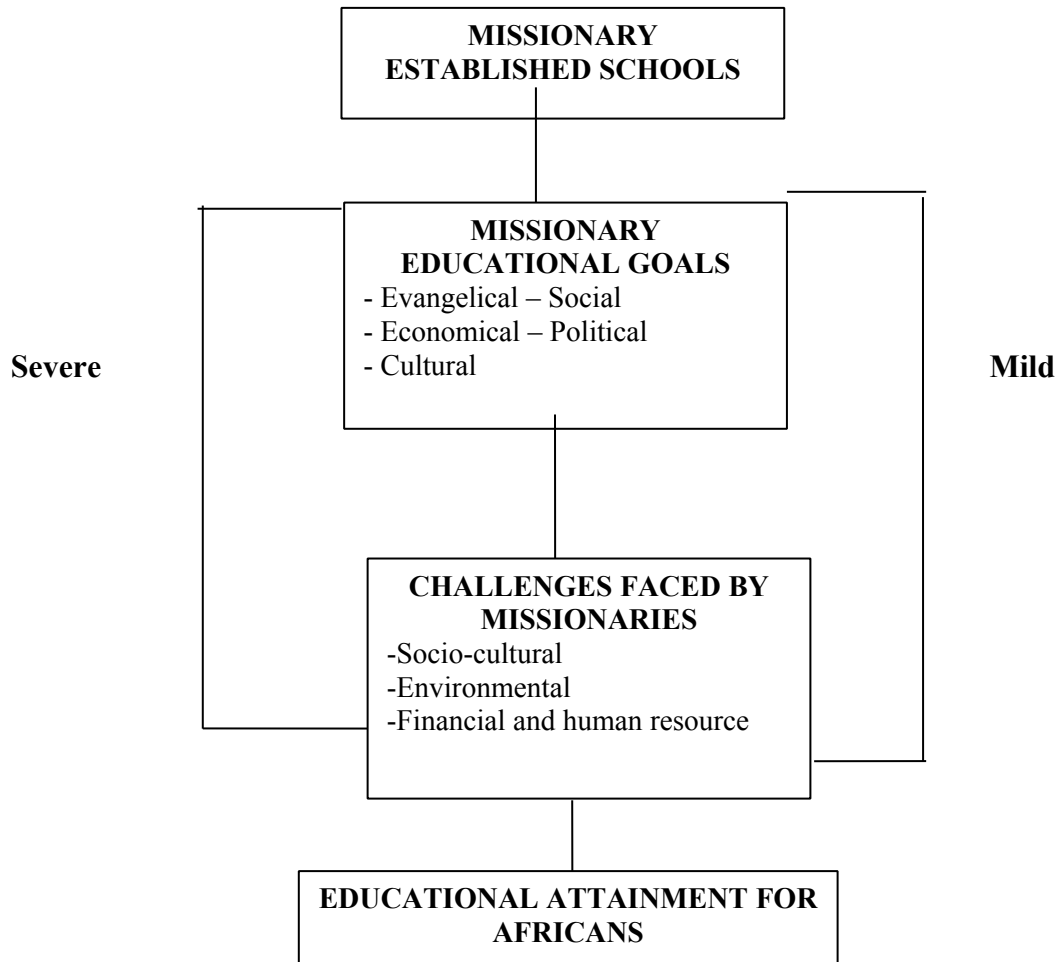 MISSIONARY
ESTABLISHED SCHOOLS
MISSIONARY
EDUCATIONAL GOALS
- Evangelical – Social
- Economical – Political
- Cultural
Severe
Mild
CHALLENGES FACED BY
MISSIONARIES
-Socio-cultural
-Environmental
-Financial and human resource
EDUCATIONAL ATTAINMENT FOR
AFRICANS